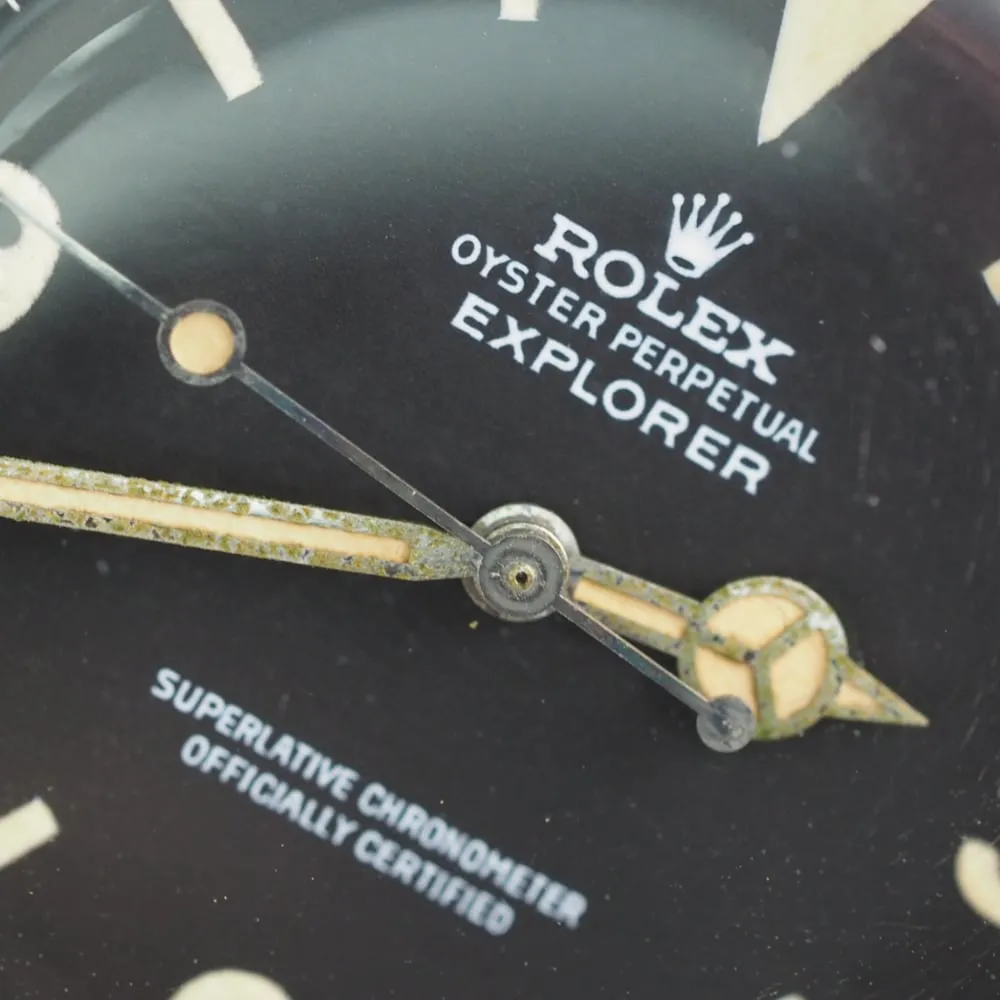 ROLEX
OYSTER PERPETUAL
EXPLORER
SUPERLATIVE CHRONOMETER
OFFICIALLY CERTIFIED